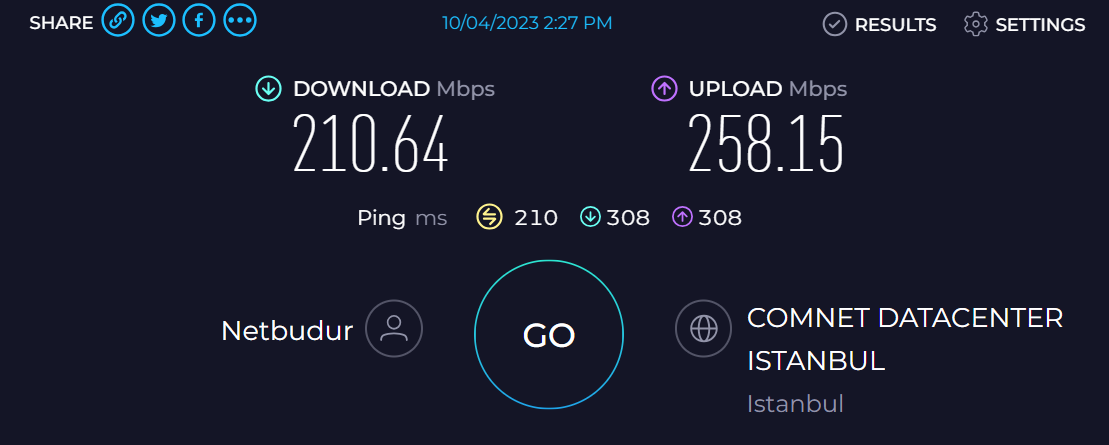 SHARE 10/04/2023 2:27 PM RESULTS SETTINGS
DOWNLOAD Mbps UPLOAD Mbps
210.64 258.15
Ping ms 210 308 308
Netbudur
GO
COMNET DATACENTER
ISTANBUL
Istanbul